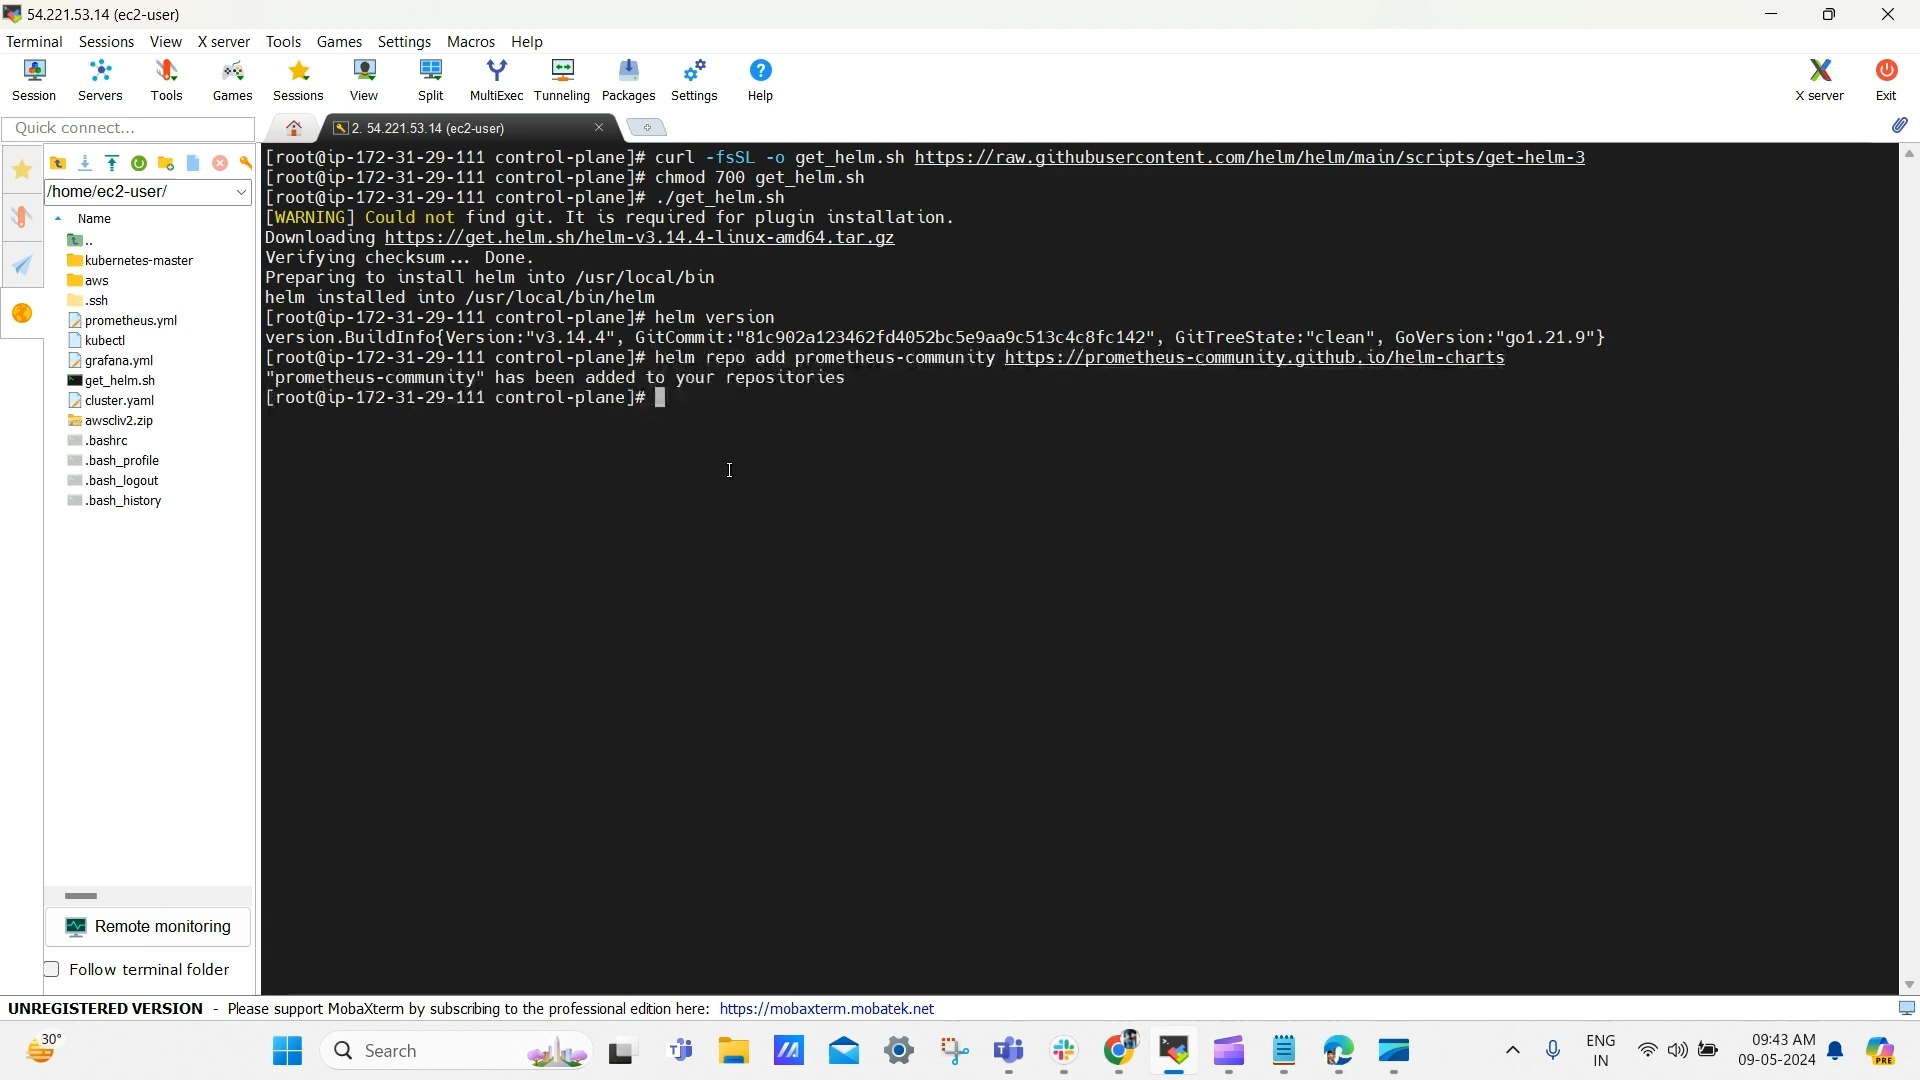 54.221.53.14 (ec2-user)
Terminal Sessions View X server Tools Games Settings Macros Help
Session Servers Tools Games Sessions View Split MultiExec Tunneling Packages Settings Help X server Exit
Quick connect...
2. 54.221.53.14 (ec2-user)
/home/ec2-user/
Name
..
kubernetes-master
aws
.ssh
prometheus.yml
kubectl
grafana.yml
get_helm.sh
cluster.yaml
awscliv2.zip
.bashrc
.bash_profile
.bash_logout
.bash_history
Remote monitoring
Follow terminal folder
[root@ip-172-31-29-111 control-plane]# curl -fsSL -o get_helm.sh https://raw.githubusercontent.com/helm/helm/main/scripts/get-helm-3
[root@ip-172-31-29-111 control-plane]# chmod 700 get_helm.sh
[root@ip-172-31-29-111 control-plane]# ./get_helm.sh
[WARNING] Could not find git. It is required for plugin installation.
Downloading https://get.helm.sh/helm-v3.14.4-linux-amd64.tar.gz
Verifying checksum... Done.
Preparing to install helm into /usr/local/bin
helm installed into /usr/local/bin/helm
[root@ip-172-31-29-111 control-plane]# helm version
version.BuildInfo{Version:"v3.14.4", GitCommit:"81c902a123462fd4052bc5e9aa9c513c4c8fc142", GitTreeState:"clean", GoVersion:"go1.21.9"}
[root@ip-172-31-29-111 control-plane]# helm repo add prometheus-community https://prometheus-community.github.io/helm-charts
"prometheus-community" has been added to your repositories
[root@ip-172-31-29-111 control-plane]#
UNREGISTERED VERSION - Please support MobaXterm by subscribing to the professional edition here: https://mobaxterm.mobatek.net
30°
Search
ENG
IN
09:43 AM
09-05-2024
PRE